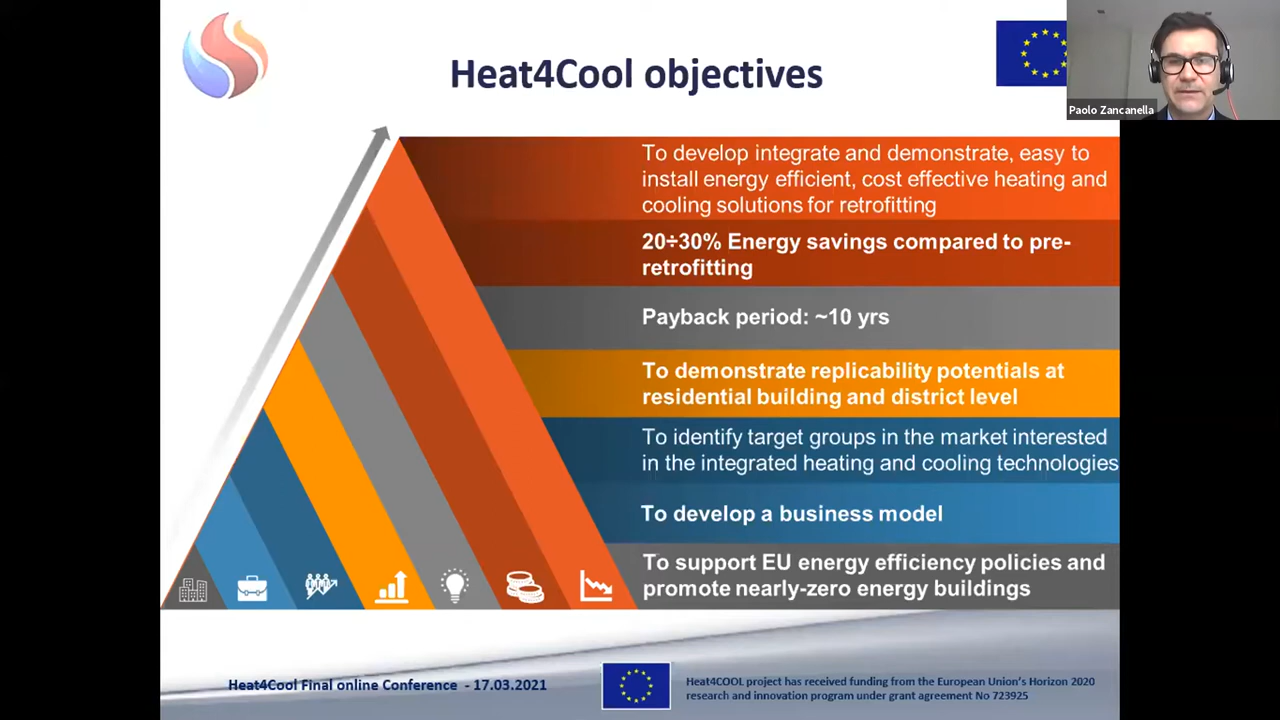 Heat4Cool objectives
Paolo Zancanella
To develop integrate and demonstrate, easy to
install energy efficient, cost effective heating and
cooling solutions for retrofitting
20÷30% Energy savings compared to pre-
retrofitting
Payback period: ~10 yrs
To demonstrate replicability potentials at
residential building and district level
To identify target groups in the market interested
in the integrated heating and cooling technologies
To develop a business model
To support EU energy efficiency policies and
promote nearly-zero energy buildings
Heat4Cool Final online Conference - 17.03.2021
Heat4COOL project has received funding from the European Union's Horizon 2020
research and innovation program under grant agreement No 723925